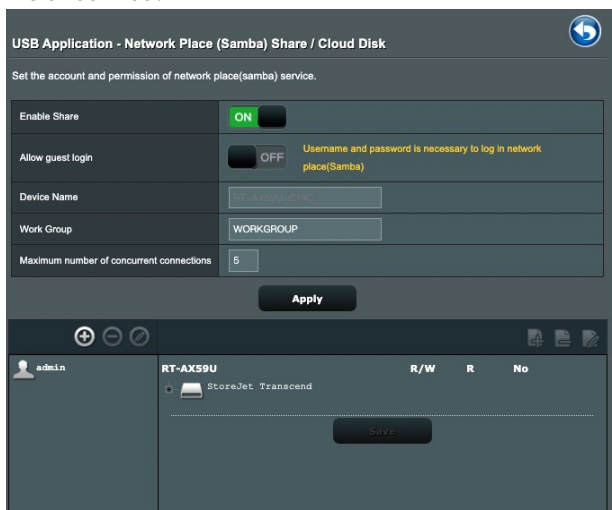 USB Application - Network Place (Samba) Share / Cloud Disk
Set the account and permission of network place(samba) service.
Enable Share
ON
Allow guest login
OFF
Username and password is necessary to log in network
place(Samba)
Device Name
Work Group
WORKGROUP
Maximum number of concurrent connections
5
Apply
admin
RT-AX59U R/W R No
StoreJet Transcend
Save